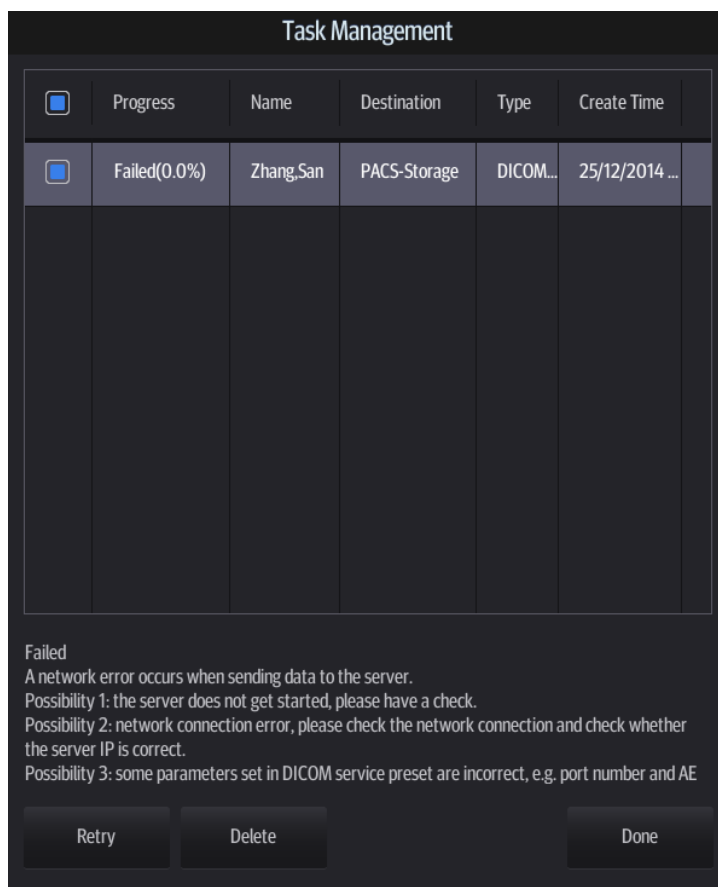 Task Management
Progress Name Destination Type Create Time
Failed(0.0%) Zhang,San PACS-Storage DICOM... 25/12/2014 ...
Failed
A network error occurs when sending data to the server.
Possibility 1: the server does not get started, please have a check.
Possibility 2: network connection error, please check the network connection and check whether
the server IP is correct.
Possibility 3: some parameters set in DICOM service preset are incorrect, e.g. port number and AE
Retry Delete Done